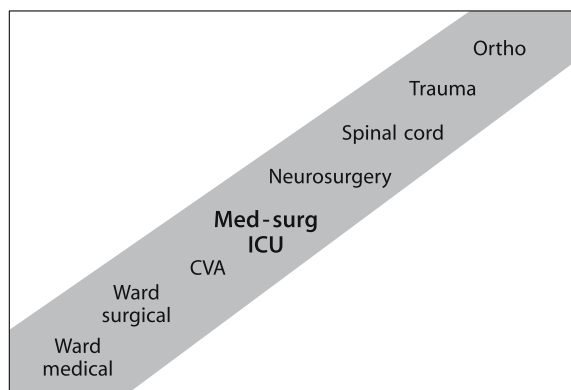 Ortho
Trauma
Spinal cord
Neurosurgery
Med-surg
ICU
CVA
Ward
surgical
Ward
medical